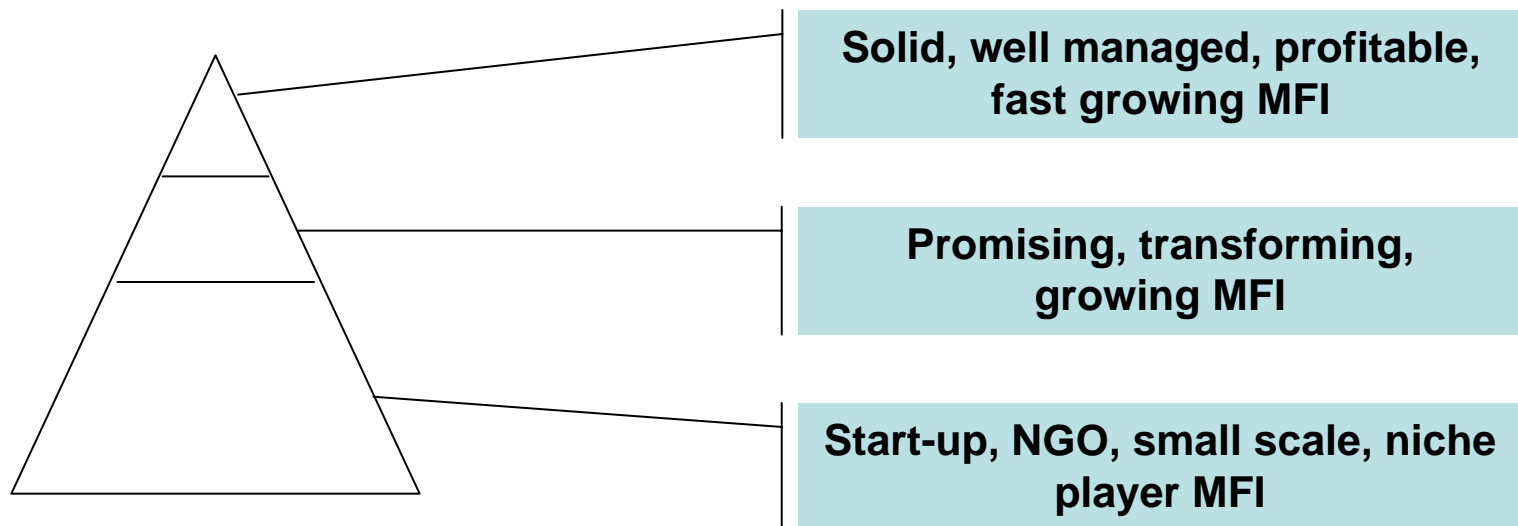 Solid, well managed, profitable,
fast growing MFI
Promising, transforming,
growing MFI
Start-up, NGO, small scale, niche
player MFI